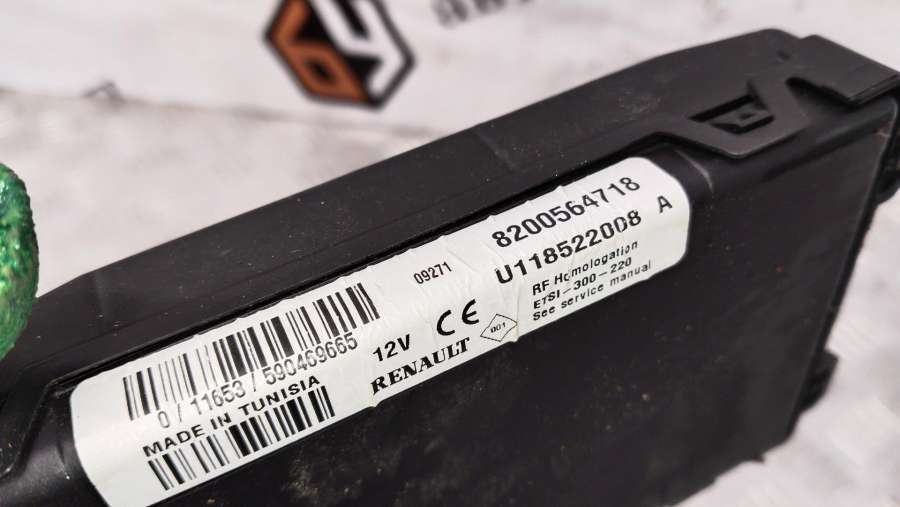 8200564718
U118522008 A
RF Homologation
ETSI-300-220
See service manual
09271
12V CE
RENAULT 001
0 / 11653 / 590469665
MADE IN TUNISIA